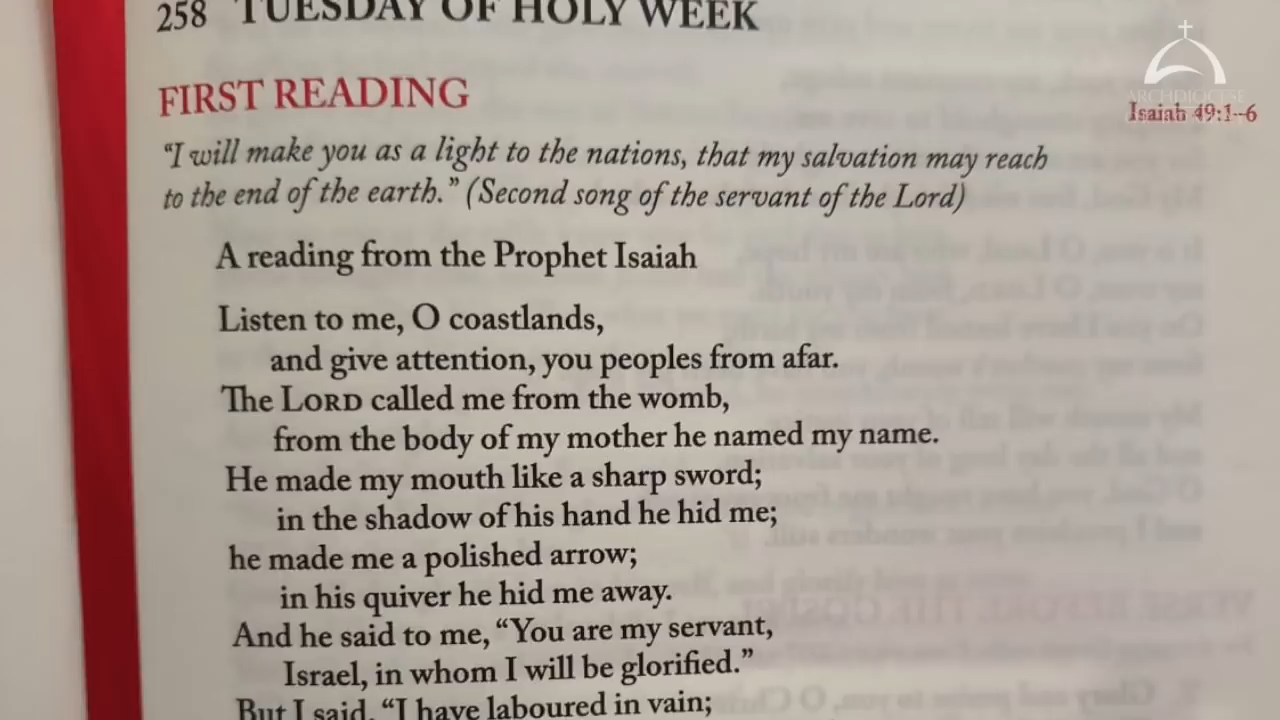 258 TUESDAY OF HOLY WEEK
FIRST READING
ARCHDIOCESE
Isaiah 49:1–6
“I will make you as a light to the nations, that my salvation may reach
to the end of the earth.” (Second song of the servant of the Lord)
A reading from the Prophet Isaiah
Listen to me, O coastlands,
and give attention, you peoples from afar.
The LORD called me from the womb,
from the body of my mother he named my name.
He made my mouth like a sharp sword;
in the shadow of his hand he hid me;
he made me a polished arrow;
in his quiver he hid me away.
And he said to me, “You are my servant,
Israel, in whom I will be glorified.”
But I said, “I have laboured in vain;